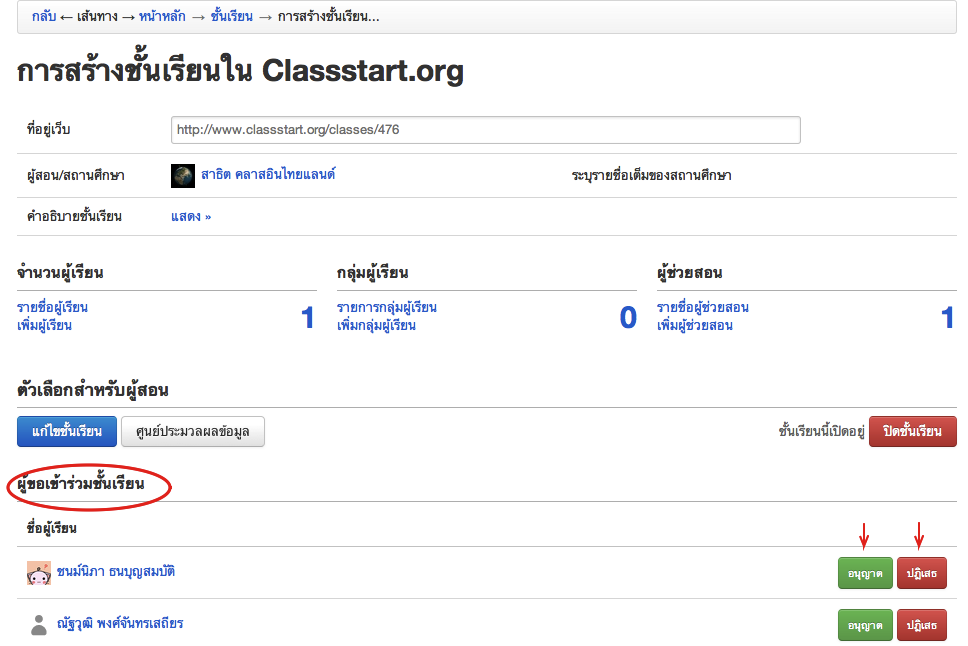 กลับ ← เส้นทาง → หน้าหลัก → ชั้นเรียน → การสร้างชั้นเรียน...
การสร้างชั้นเรียนใน Classstart.org
ที่อยู่เว็บ http://www.classstart.org/classes/476
ผู้สอน/สถานศึกษา สาธิต คลาสอินไทยแลนด์ ระบุรายชื่อเต็มของสถานศึกษา
คำอธิบายชั้นเรียน แสดง »
จำนวนผู้เรียน กลุ่มผู้เรียน ผู้ช่วยสอน
รายชื่อผู้เรียน 1 รายการกลุ่มผู้เรียน 0 รายชื่อผู้ช่วยสอน 1
เพิ่มผู้เรียน เพิ่มกลุ่มผู้เรียน เพิ่มผู้ช่วยสอน
ตัวเลือกสำหรับผู้สอน
แก้ไขชั้นเรียน ศูนย์ประมวลผลข้อมูล ชั้นเรียนนี้เปิดอยู่ ปิดชั้นเรียน
ผู้ขอเข้าร่วมชั้นเรียน
ชื่อผู้เรียน
ชนม์นิภา ธนบุญสมบัติ อนุญาต ปฏิเสธ
ณัฐวุฒิ พงศ์จันทรเสถียร อนุญาต ปฏิเสธ